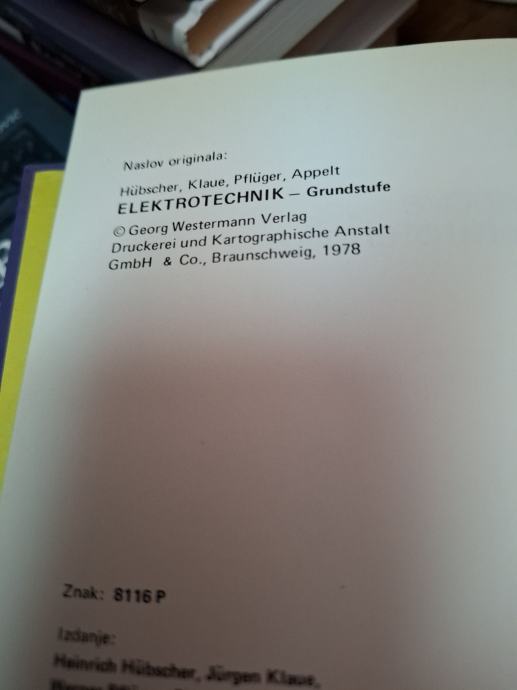 Naslov originala:
Hübscher, Klaue, Pflüger, Appelt
ELEKTROTECHNIK – Grundstufe
© Georg Westermann Verlag
Druckerei und Kartographische Anstalt
GmbH & Co., Braunschweig, 1978
Znak: 8116 P
Izdanje:
Heinrich Hübscher, Jürgen Klaue,